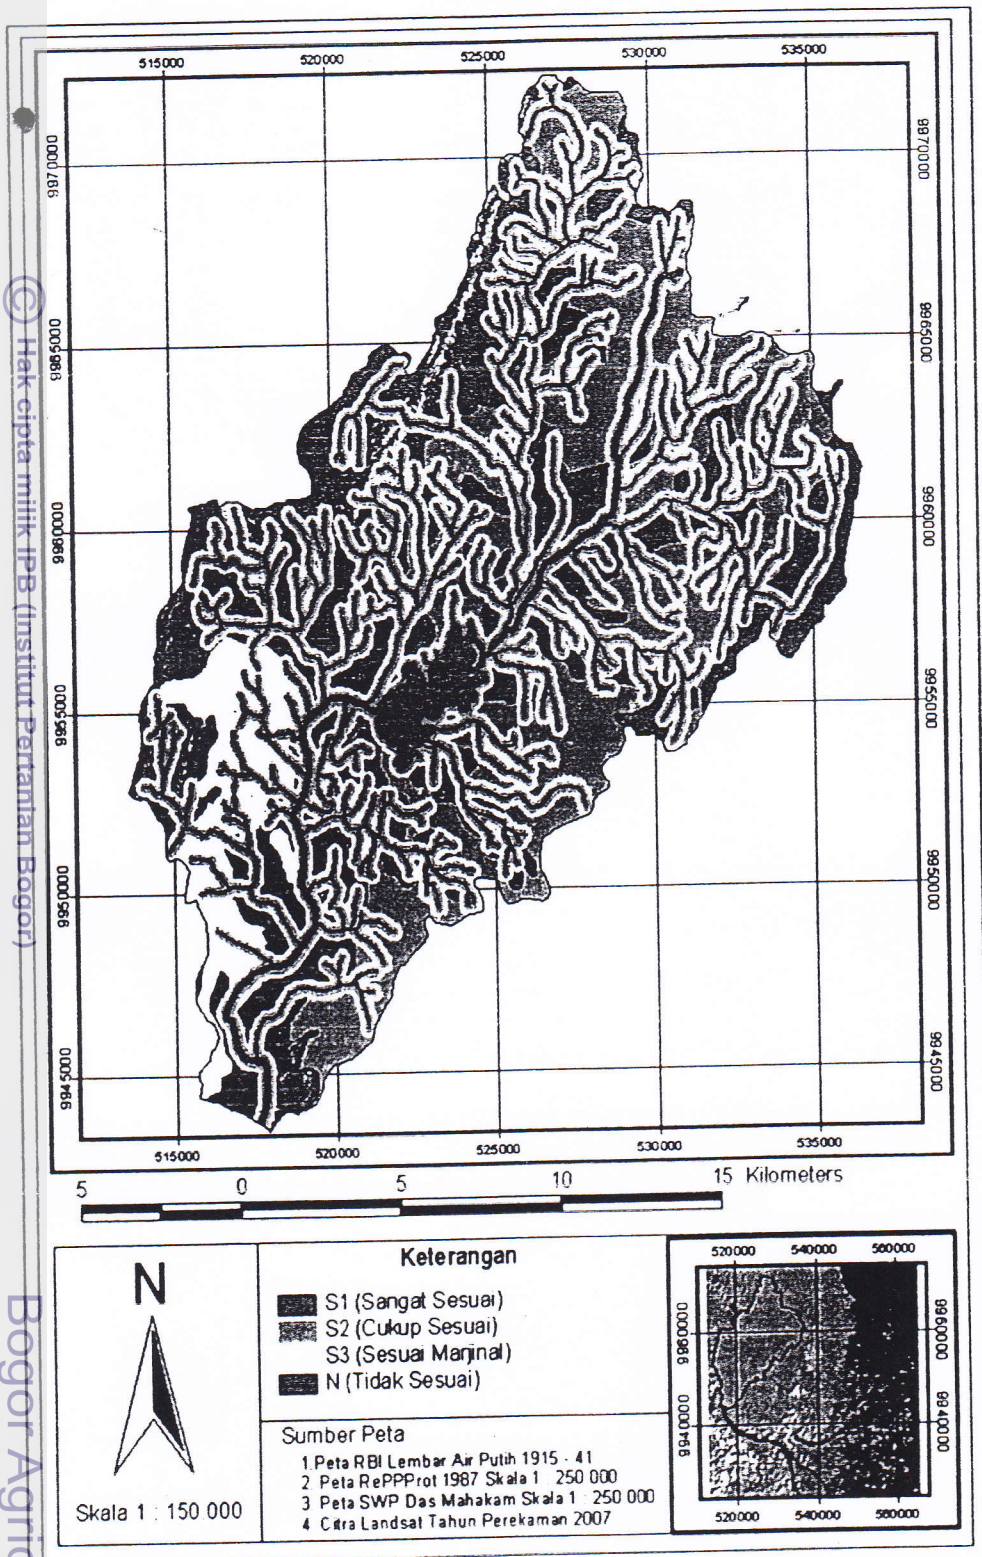 515000 520000 525000 530000 535000
9970000 9970000
9965000 9965000
9960000 9960000
9955000 9955000
9950000 9950000
9945000 9945000
515000 520000 525000 530000 535000
5 0 5 10 15 Kilometers
N
Skala 1 : 150 000
Keterangan
S1 (Sangat Sesuai)
S2 (Cukup Sesuai)
S3 (Sesuai Marjinal)
N (Tidak Sesuai)
Sumber Peta
1. Peta RBI Lembar Air Putih 1915 - 41
2. Peta RePPProt 1987 Skala 1 : 250 000
3 Peta SWP Das Mahakam Skala 1 : 250 000
4 Citra Landsat Tahun Perekaman 2007
520000 540000 560000
9960000
9940000 9940000
520000 540000 560000
© Hak cipta milik IPB (Institut Pertanian Bogor)
Bogor Agric